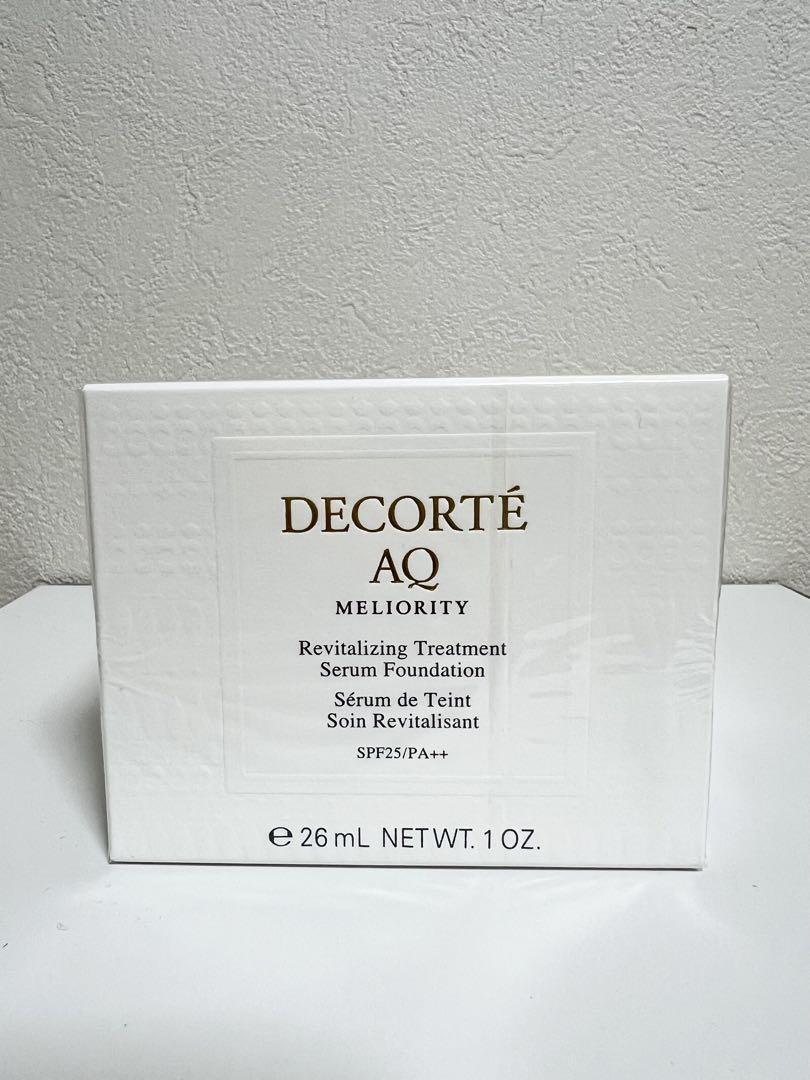 DECORTÉ
AQ
MELIORITY
Revitalizing Treatment
Serum Foundation
Sérum de Teint
Soin Revitalisant
SPF25/PA++
℮ 26 mL NET WT. 1 OZ.